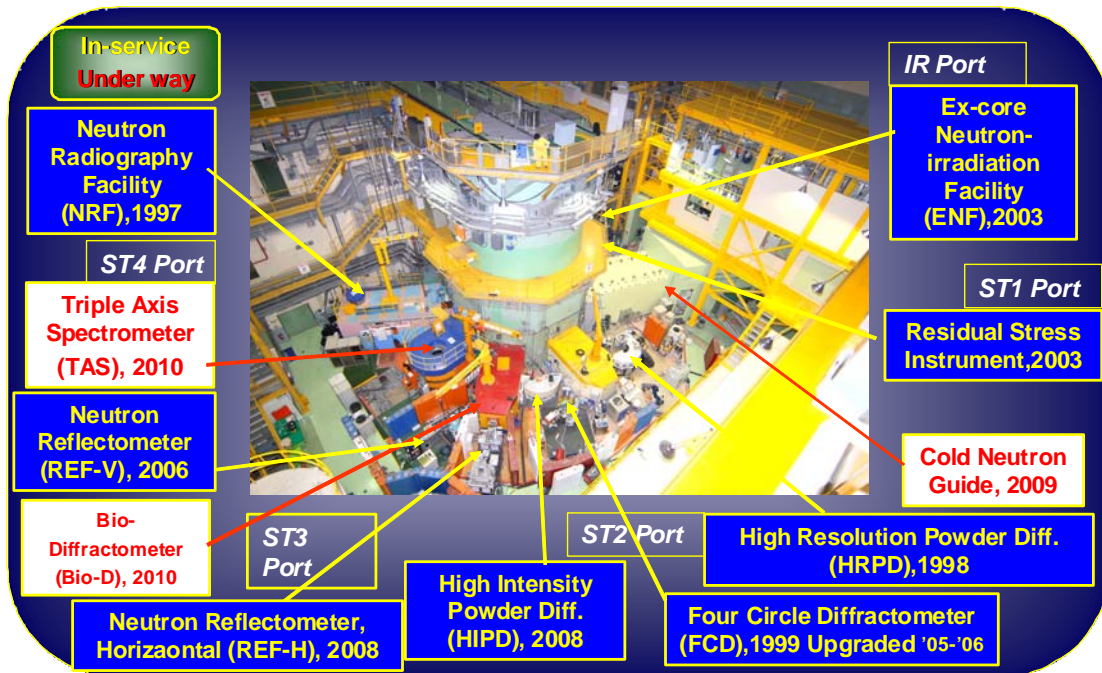 In-service
Under way
Neutron
Radiography
Facility
(NRF),1997
ST4 Port
Triple Axis
Spectrometer
(TAS), 2010
Neutron
Reflectometer
(REF-V), 2006
Bio-
Diffractometer
(Bio-D), 2010
ST3
Port
Neutron Reflectometer,
Horizaontal (REF-H), 2008
High Intensity
Powder Diff.
(HIPD), 2008
ST2 Port
Four Circle Diffractometer
(FCD),1999 Upgraded '05-'06
High Resolution Powder Diff.
(HRPD),1998
Cold Neutron
Guide, 2009
ST1 Port
Residual Stress
Instrument,2003
IR Port
Ex-core
Neutron-
irradiation
Facility
(ENF),2003